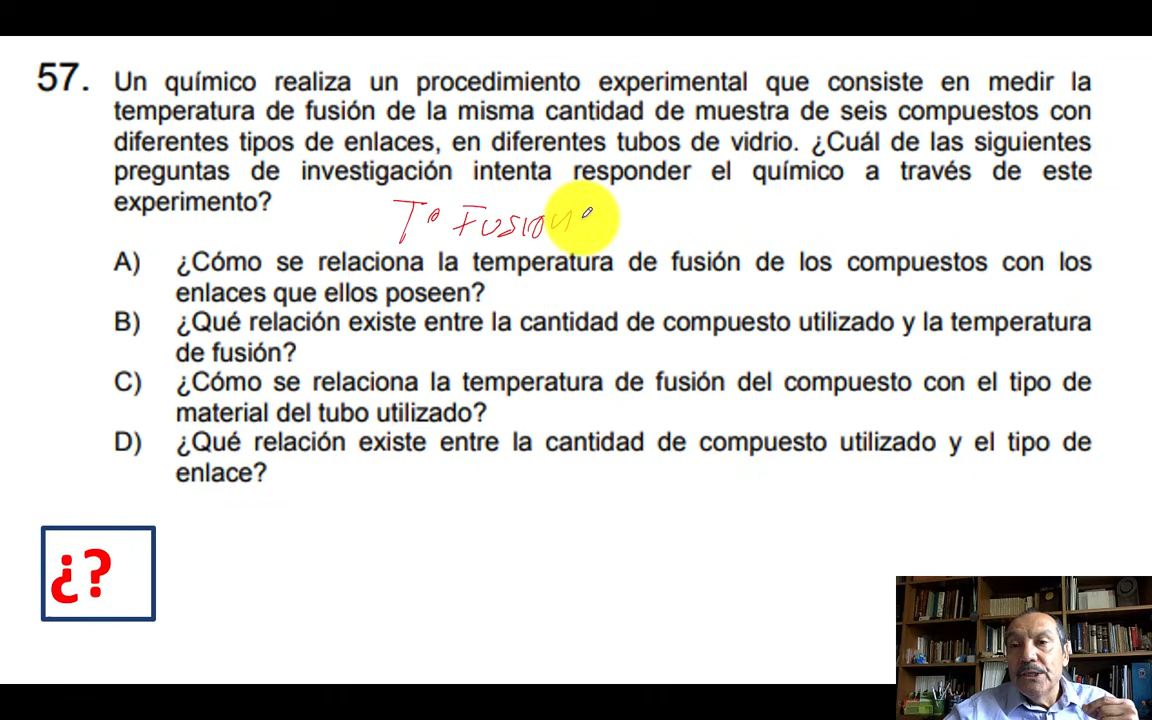 57. Un químico realiza un procedimiento experimental que consiste en medir la
temperatura de fusión de la misma cantidad de muestra de seis compuestos con
diferentes tipos de enlaces, en diferentes tubos de vidrio. ¿Cuál de las siguientes
preguntas de investigación intenta responder el químico a través de este
experimento?
T° FUSION
A) ¿Cómo se relaciona la temperatura de fusión de los compuestos con los
enlaces que ellos poseen?
B) ¿Qué relación existe entre la cantidad de compuesto utilizado y la temperatura
de fusión?
C) ¿Cómo se relaciona la temperatura de fusión del compuesto con el tipo de
material del tubo utilizado?
D) ¿Qué relación existe entre la cantidad de compuesto utilizado y el tipo de
enlace?
¿?